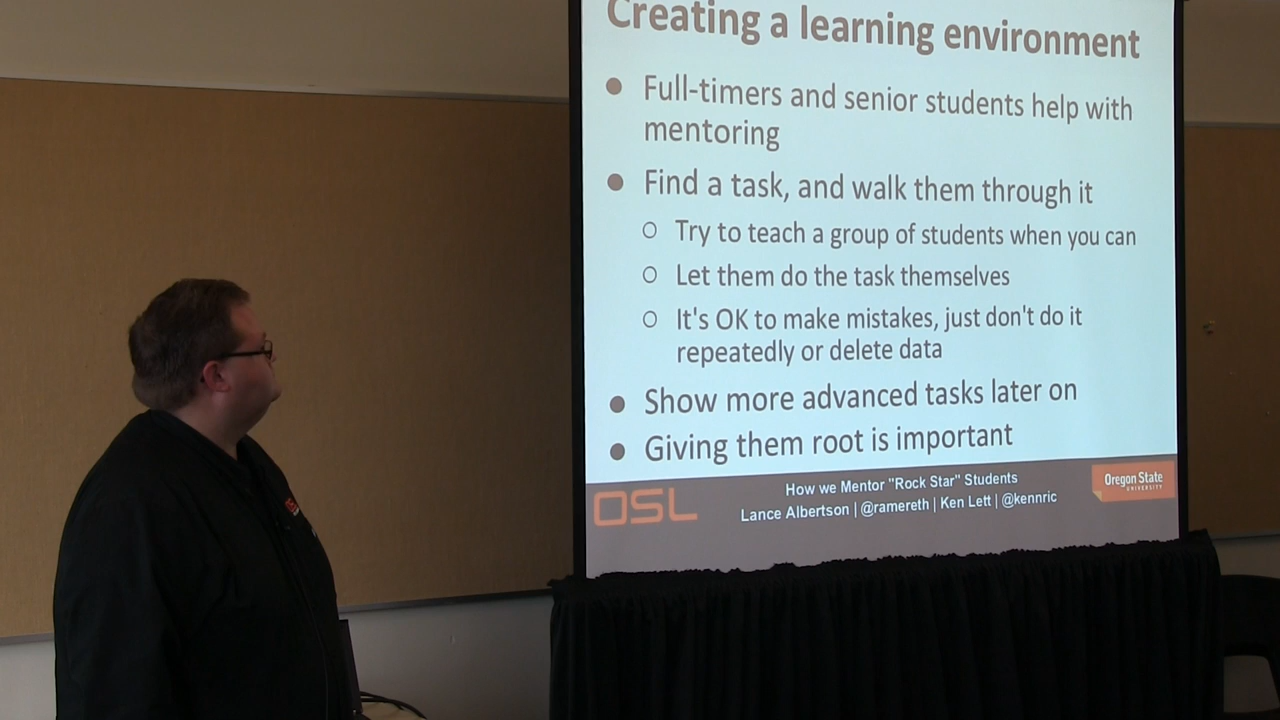 Creating a learning environment
Full-timers and senior students help with
mentoring
Find a task, and walk them through it
Try to teach a group of students when you can
Let them do the task themselves
It's OK to make mistakes, just don't do it
repeatedly or delete data
Show more advanced tasks later on
Giving them root is important
OSL
How we Mentor "Rock Star" Students
Lance Albertson | @ramereth | Ken Lett | @kennric
Oregon State
UNIVERSITY